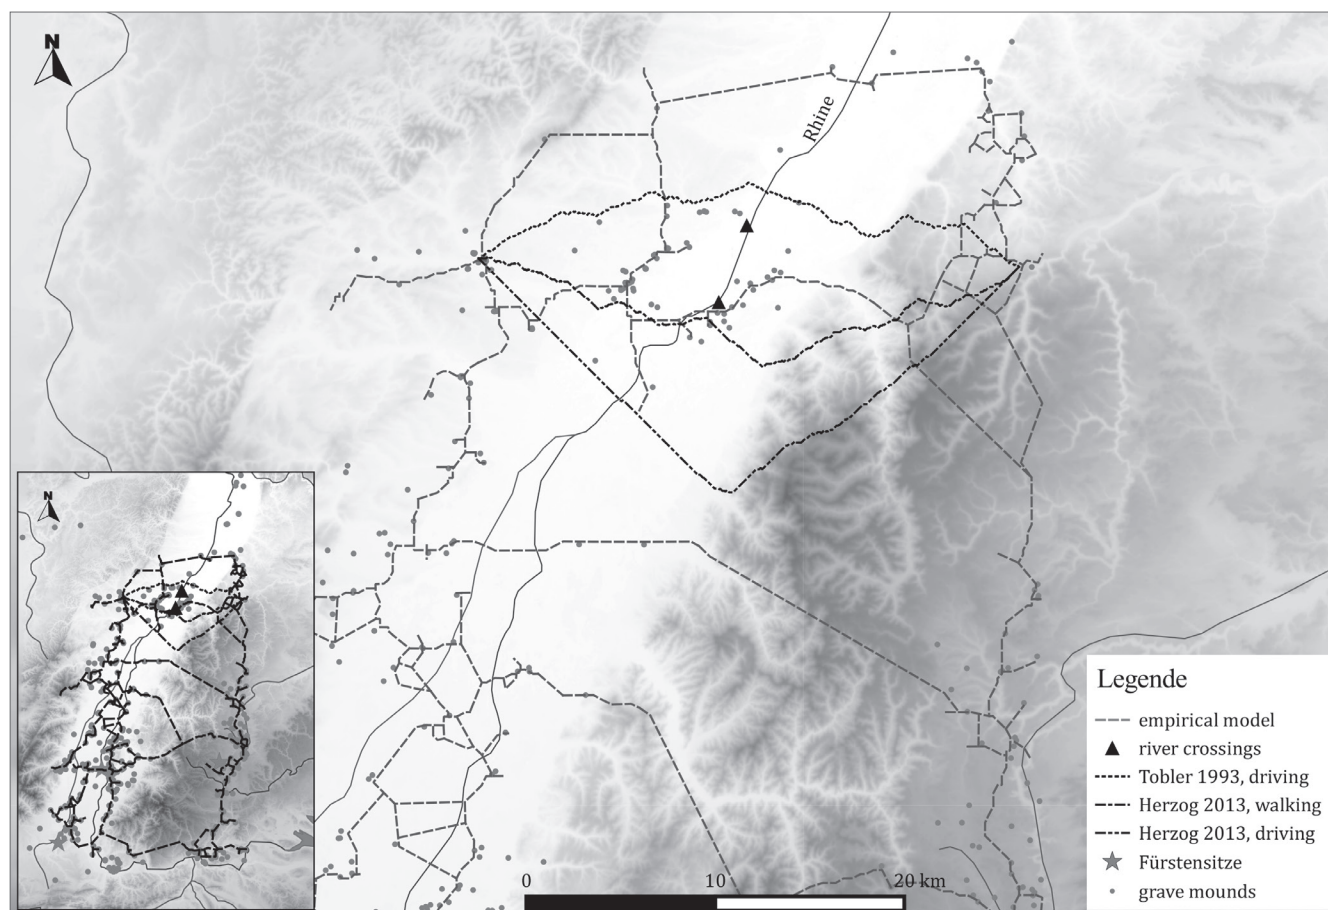 N
Rhine
N
Legende
empirical model
river crossings
Tobler 1993, driving
Herzog 2013, walking
Herzog 2013, driving
Fürstensitze
grave mounds
0 10 20 km